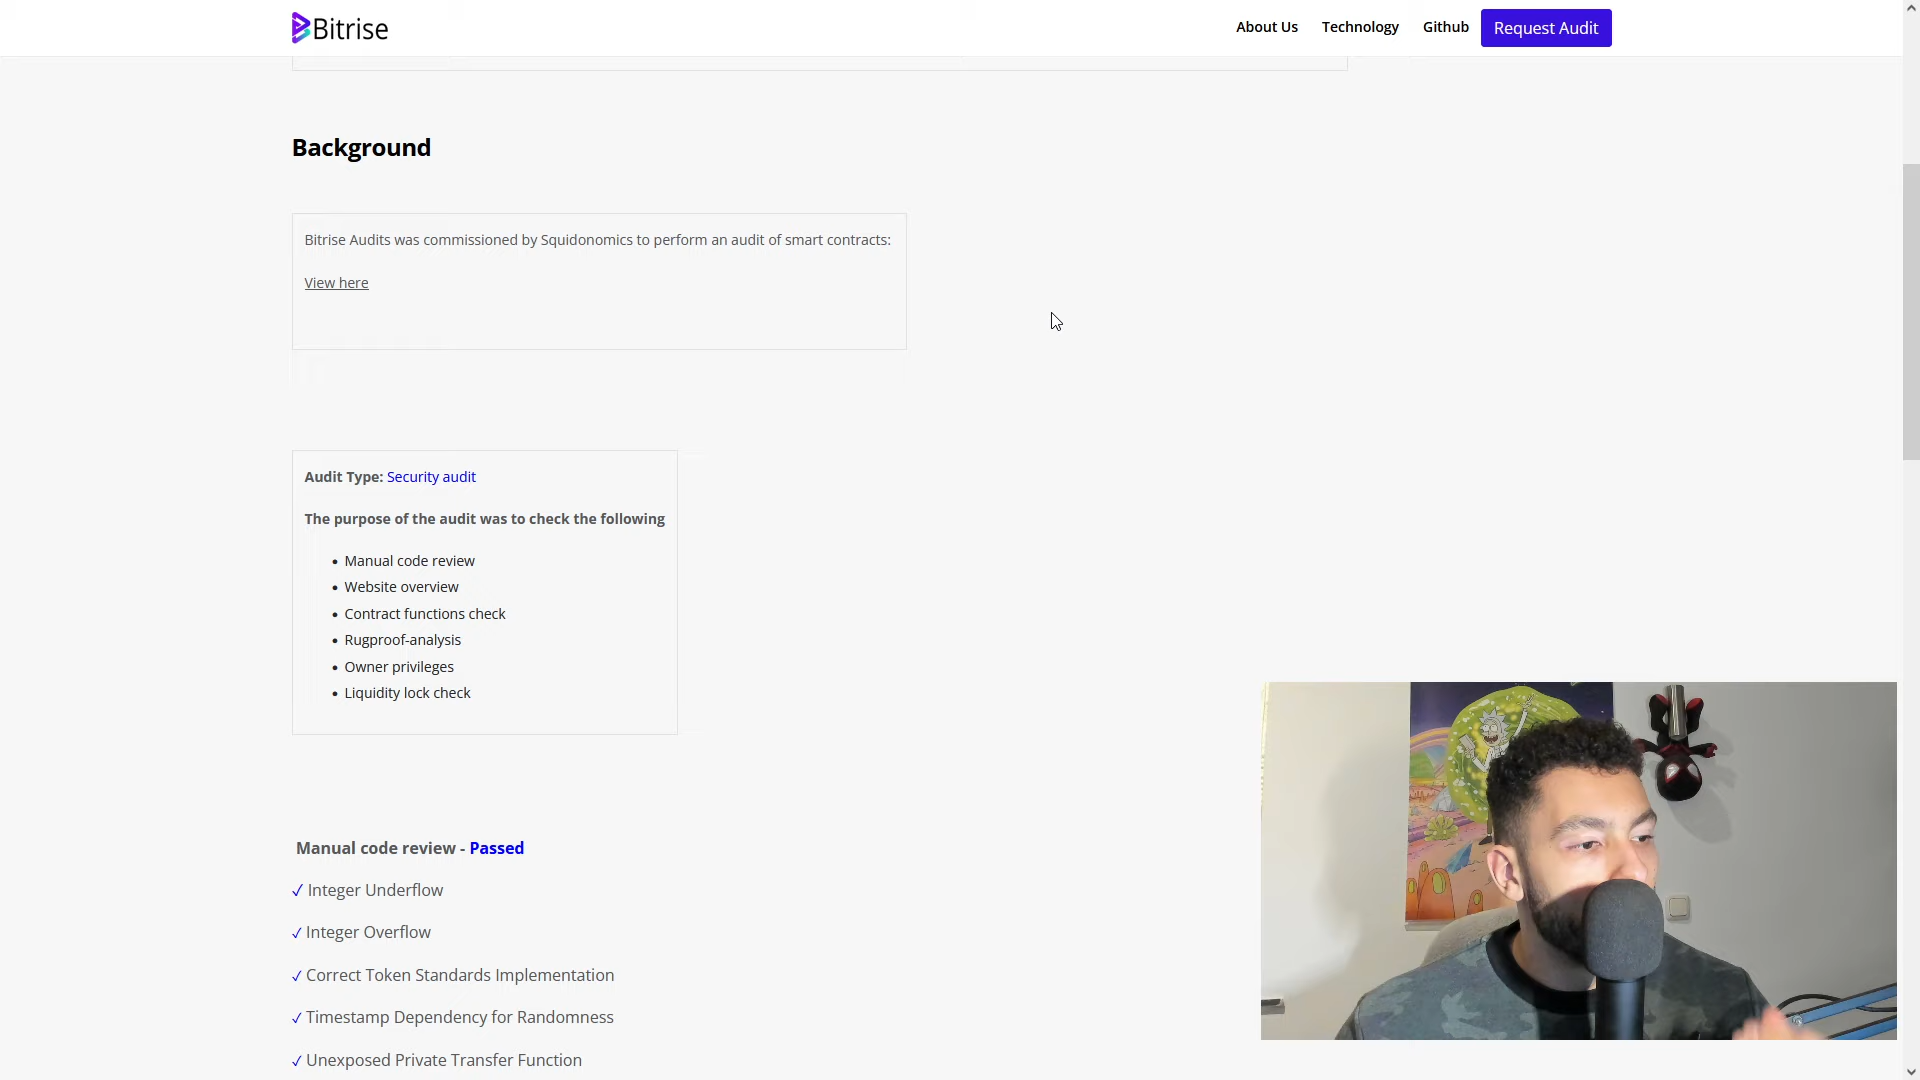 Bitrise
About Us
Technology
Github
Request Audit
Background
Bitrise Audits was commissioned by Squidonomics to perform an audit of smart contracts:
View here
Audit Type: Security audit
The purpose of the audit was to check the following
• Manual code review
• Website overview
• Contract functions check
• Rugproof-analysis
• Owner privileges
• Liquidity lock check
Manual code review - Passed
✓ Integer Underflow
✓ Integer Overflow
✓ Correct Token Standards Implementation
✓ Timestamp Dependency for Randomness
✓ Unexposed Private Transfer Function